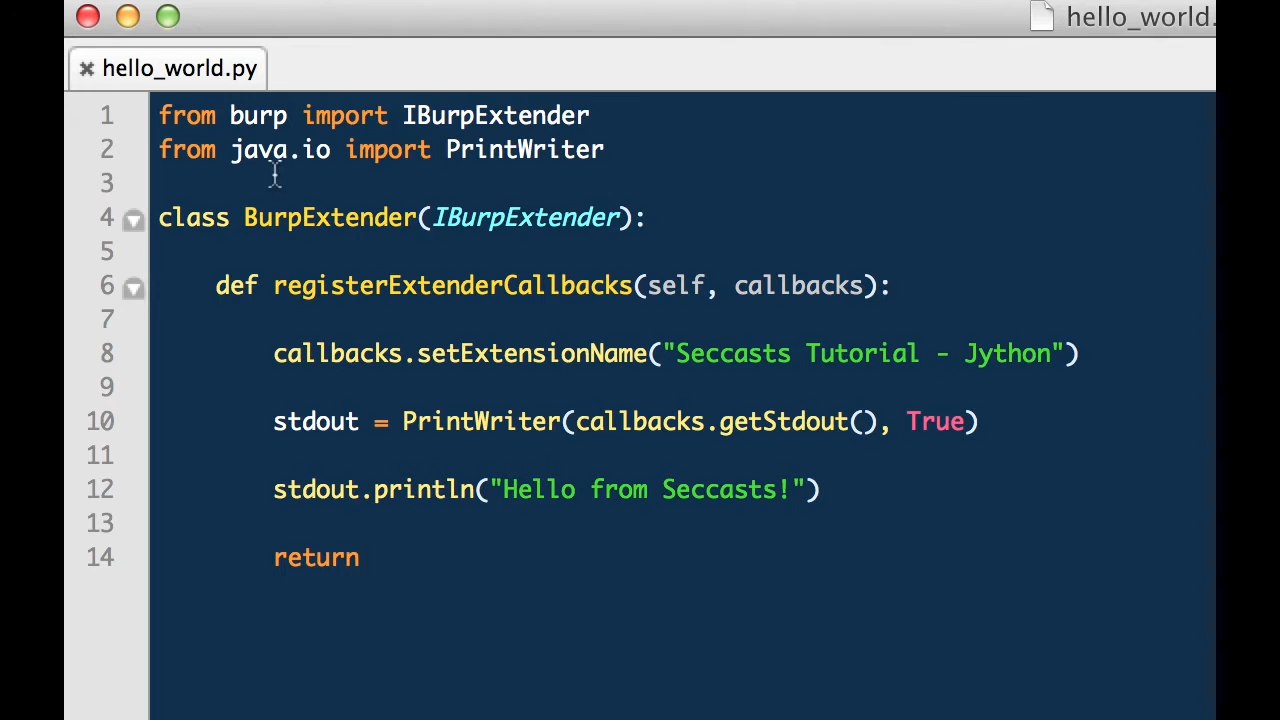 hello_world.
hello_world.py
1 from burp import IBurpExtender
2 from java.io import PrintWriter
3
4 class BurpExtender(IBurpExtender):
5
6 def registerExtenderCallbacks(self, callbacks):
7
8 callbacks.setExtensionName("Seccasts Tutorial - Jython")
9
10 stdout = PrintWriter(callbacks.getStdout(), True)
11
12 stdout.println("Hello from Seccasts!")
13
14 return